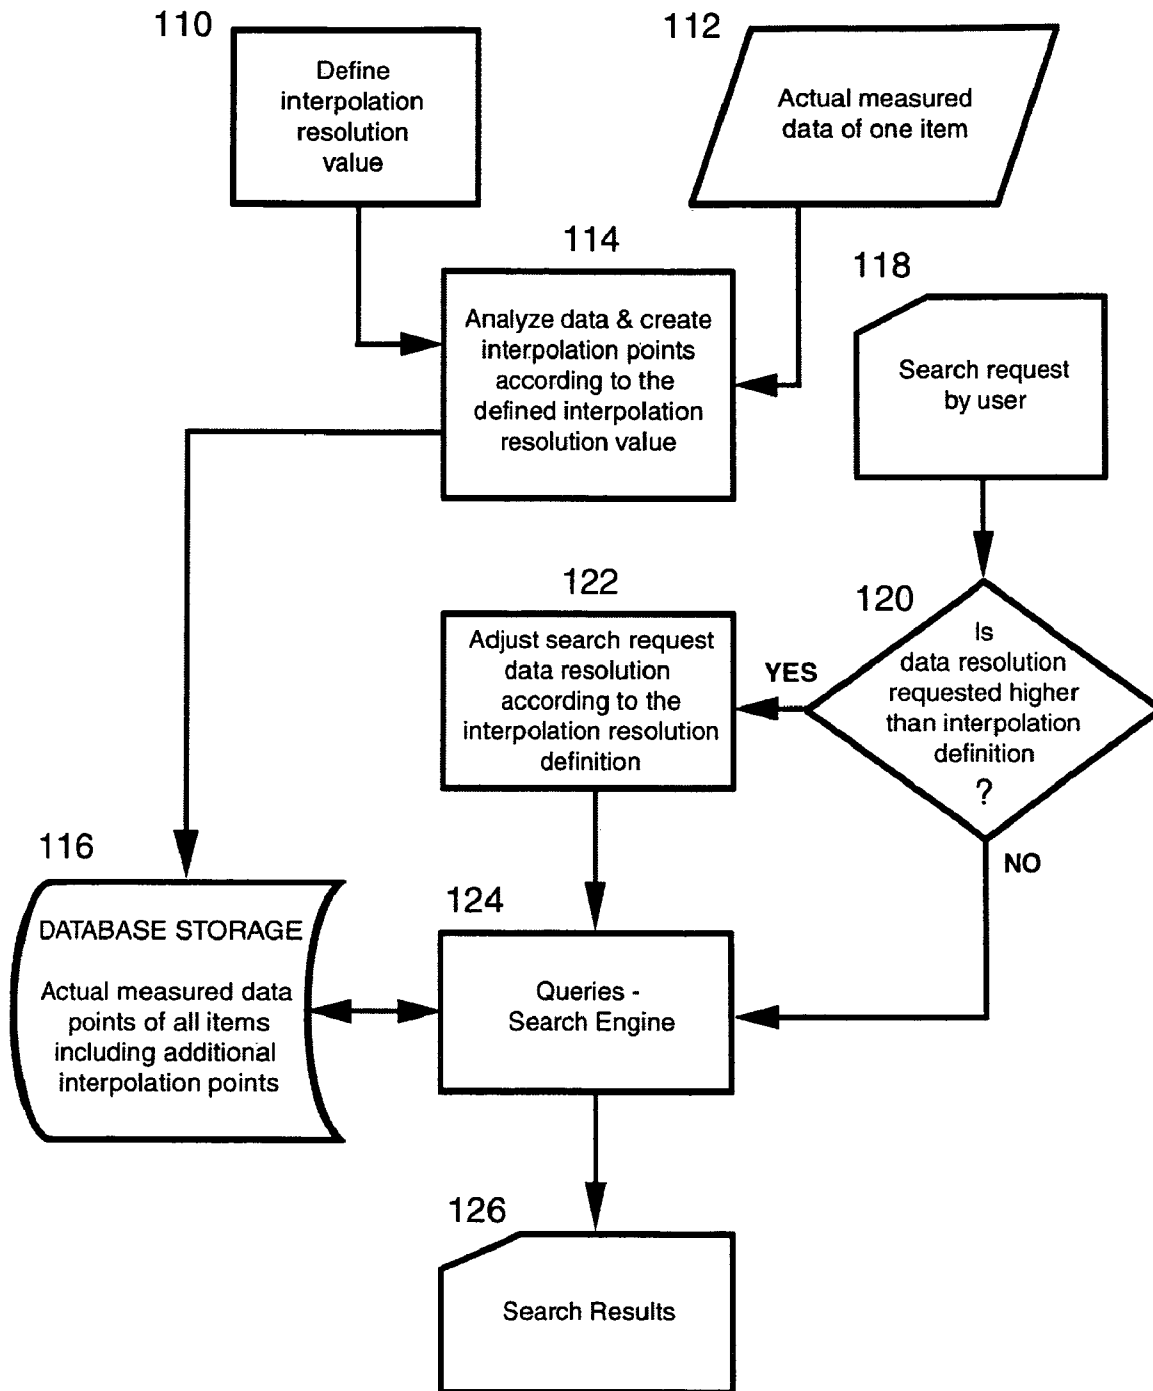 110
Define
interpolation
resolution
value
112
Actual measured
data of one item
114
Analyze data & create
interpolation points
according to the
defined interpolation
resolution value
118
Search request
by user
120
Is
data resolution
requested higher
than interpolation
definition
?
YES
NO
122
Adjust search request
data resolution
according to the
interpolation resolution
definition
116
DATABASE STORAGE
Actual measured data
points of all items
including additional
interpolation points
124
Queries -
Search Engine
126
Search Results